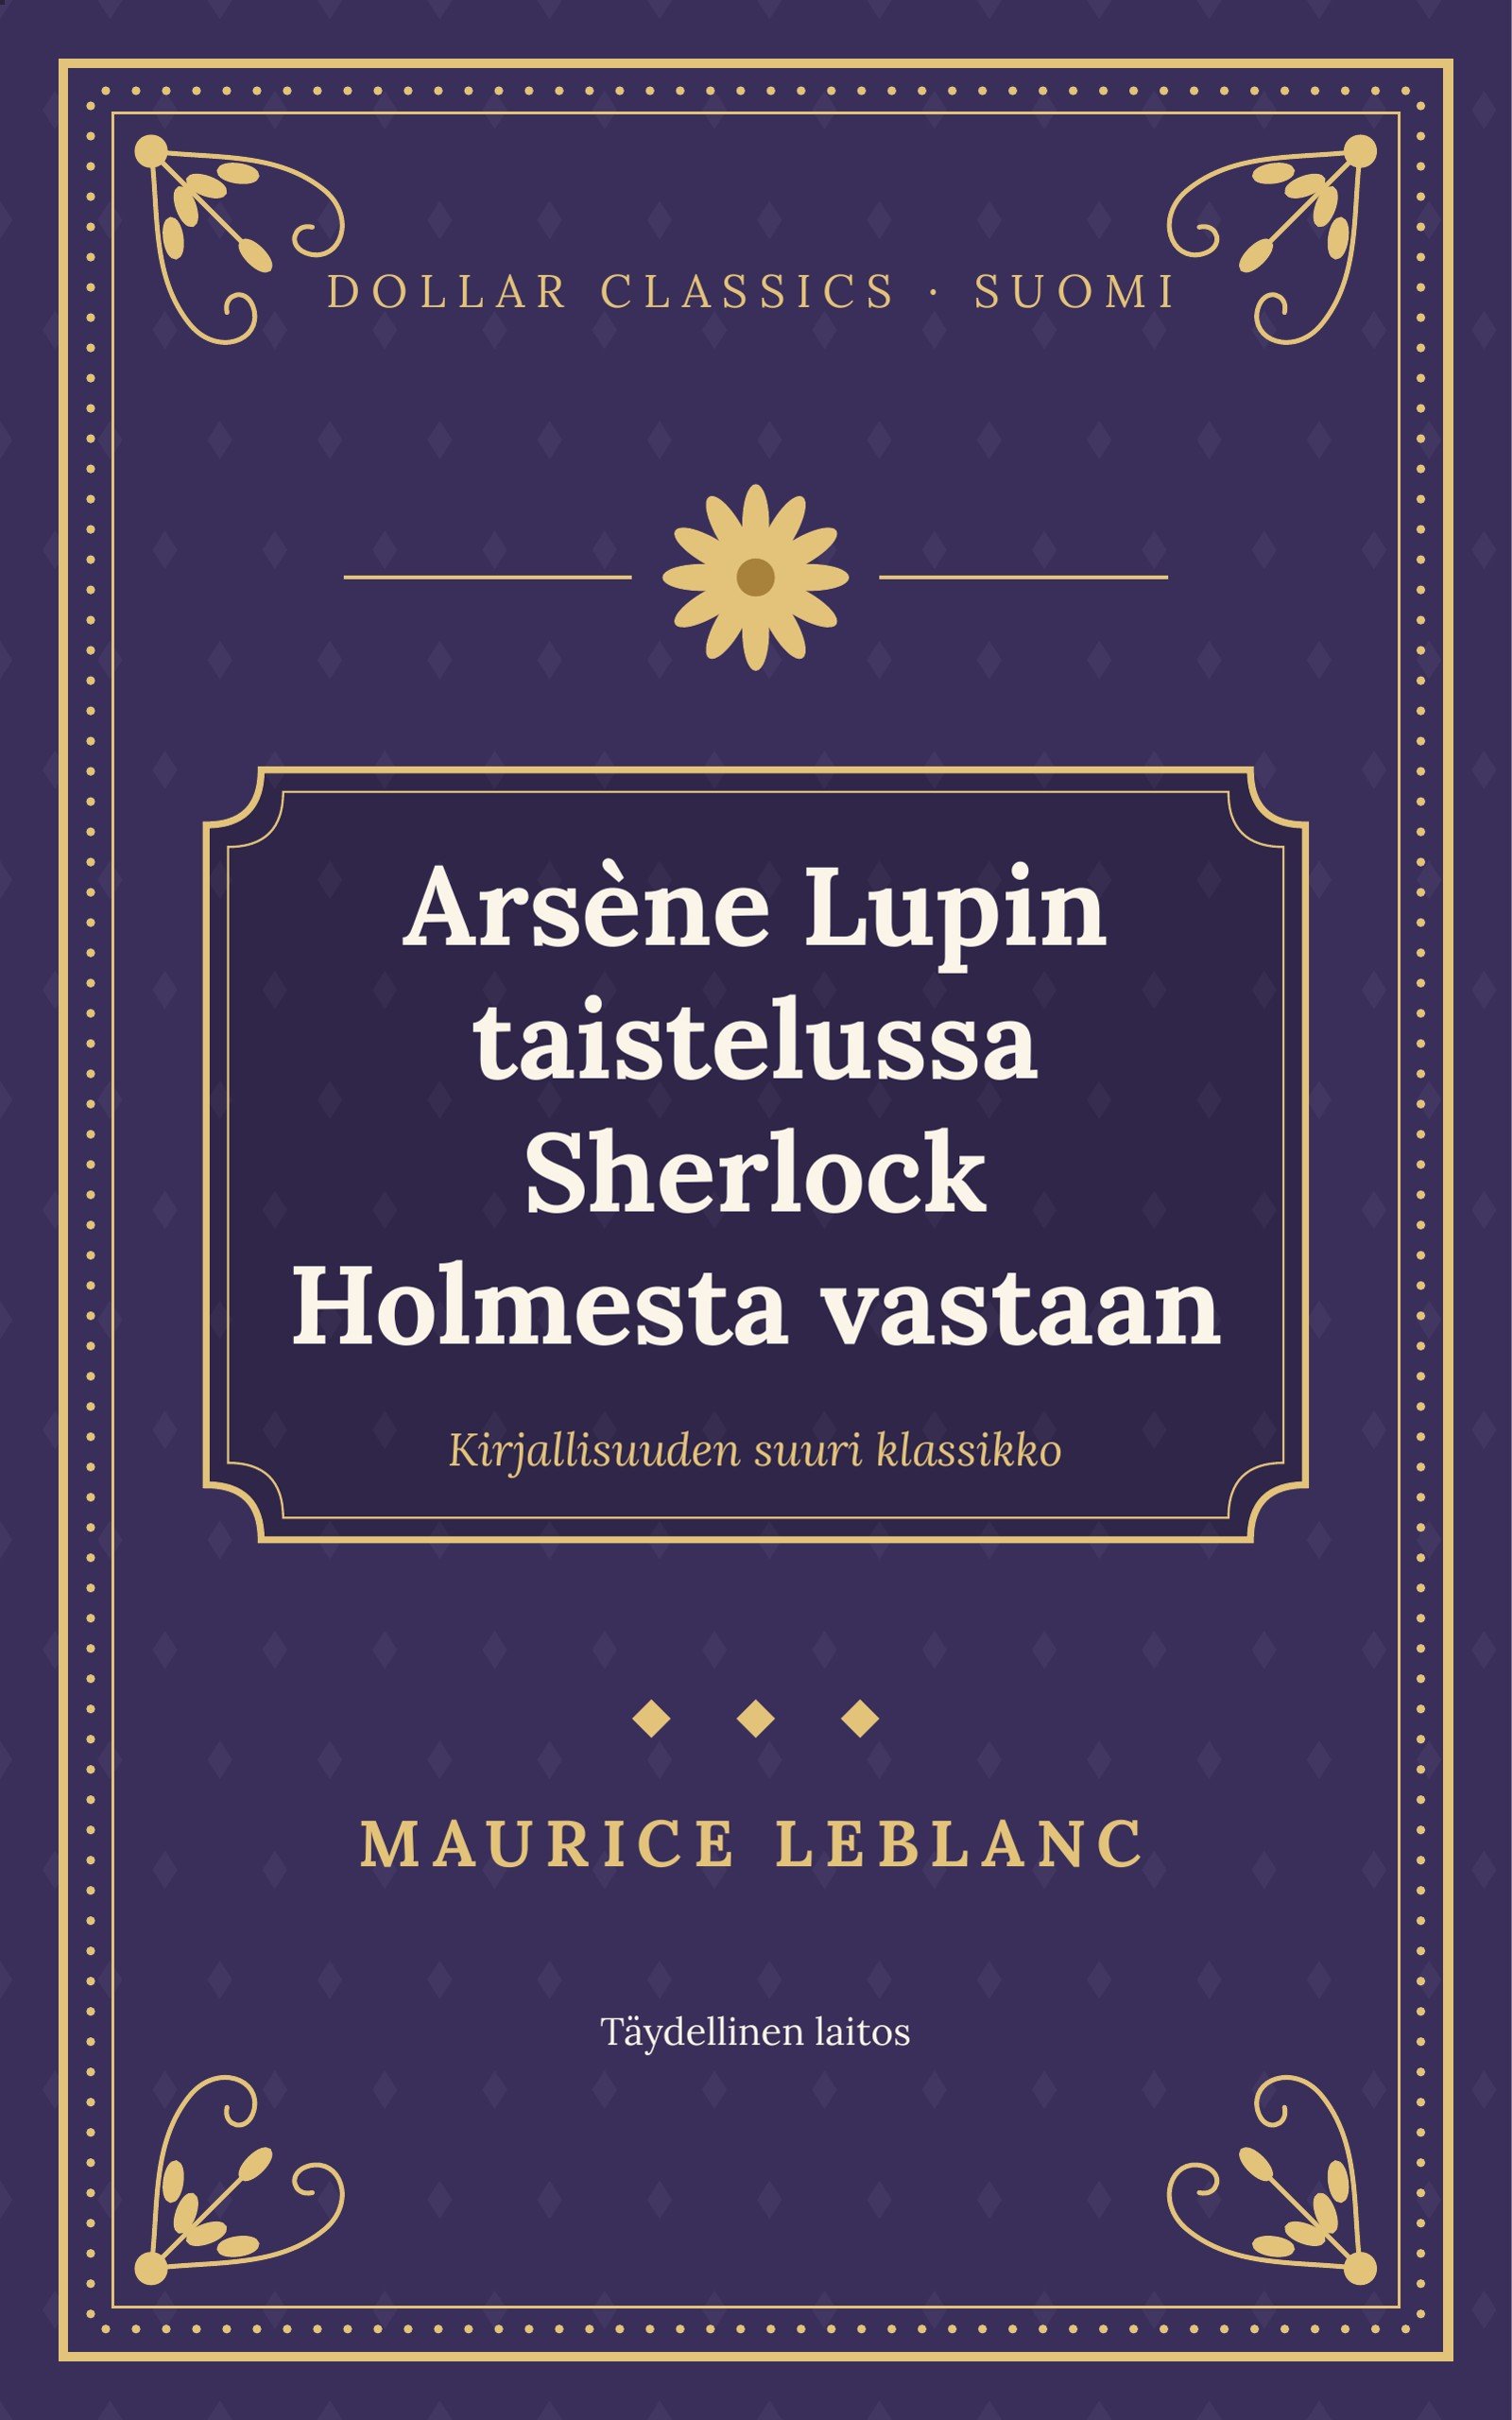 DOLLAR CLASSICS · SUOMI
Arsène Lupin
taistelussa
Sherlock
Holmesta vastaan
Kirjallisuuden suuri klassikko
MAURICE LEBLANC
Täydellinen laitos